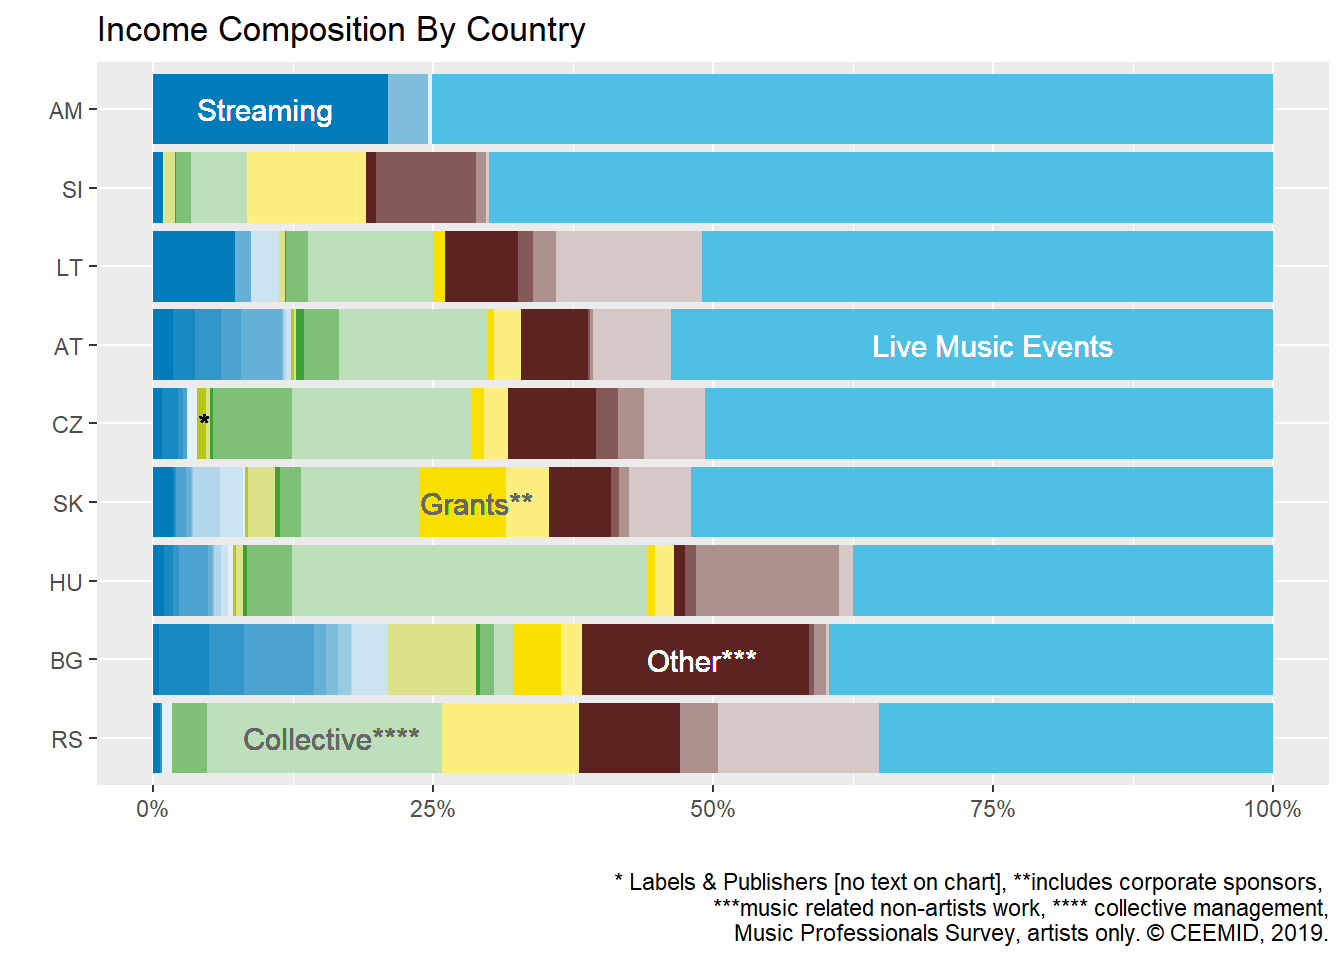 Income Composition By Country
AM
Streaming
SI
LT
AT
Live Music Events
CZ
*
SK
Grants**
HU
BG
Other***
RS
Collective****
0%
25%
50%
75%
100%
* Labels & Publishers [no text on chart], **includes corporate sponsors,
***music related non-artists work, **** collective management,
Music Professionals Survey, artists only. © CEEMID, 2019.